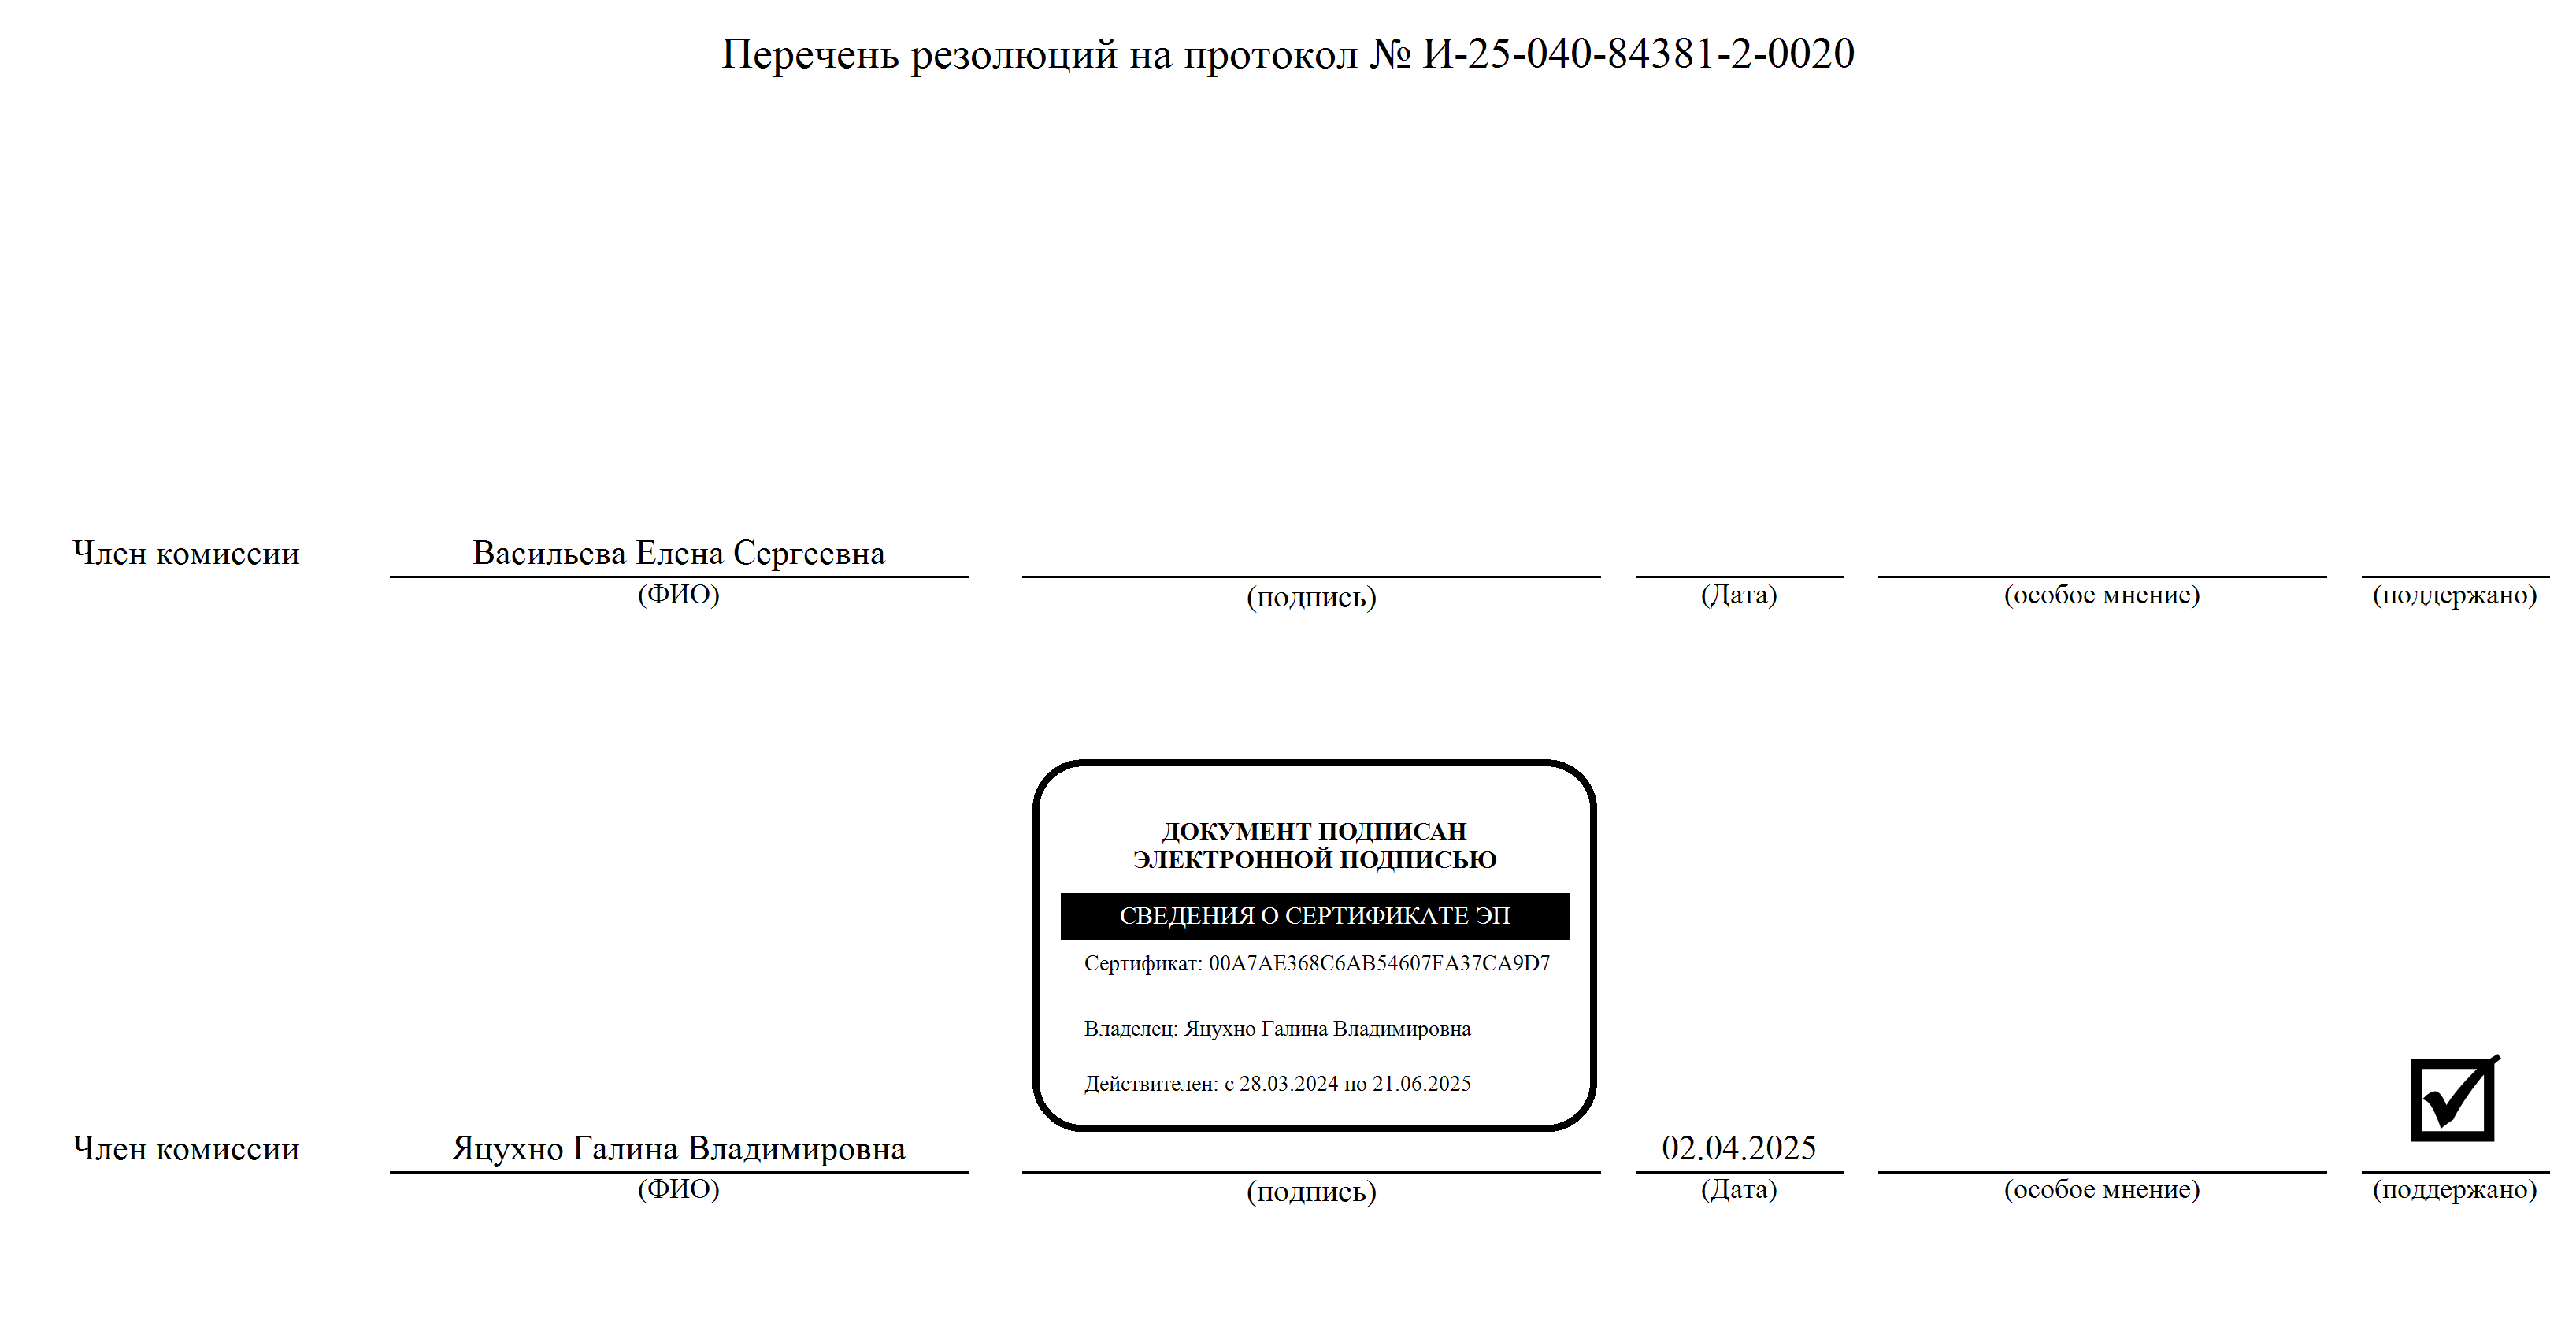 Перечень резолюций на протокол № И-25-040-84381-2-0020
Член комиссии Васильева Елена Сергеевна
(ФИО) (подпись) (Дата) (особое мнение) (поддержано)
ДОКУМЕНТ ПОДПИСАН
ЭЛЕКТРОННОЙ ПОДПИСЬЮ
СВЕДЕНИЯ О СЕРТИФИКАТЕ ЭП
Сертификат: 00A7AE368C6AB54607FA37CA9D7
Владелец: Яцухно Галина Владимировна
Действителен: с 28.03.2024 по 21.06.2025
Член комиссии Яцухно Галина Владимировна 02.04.2025
(ФИО) (подпись) (Дата) (особое мнение) (поддержано)